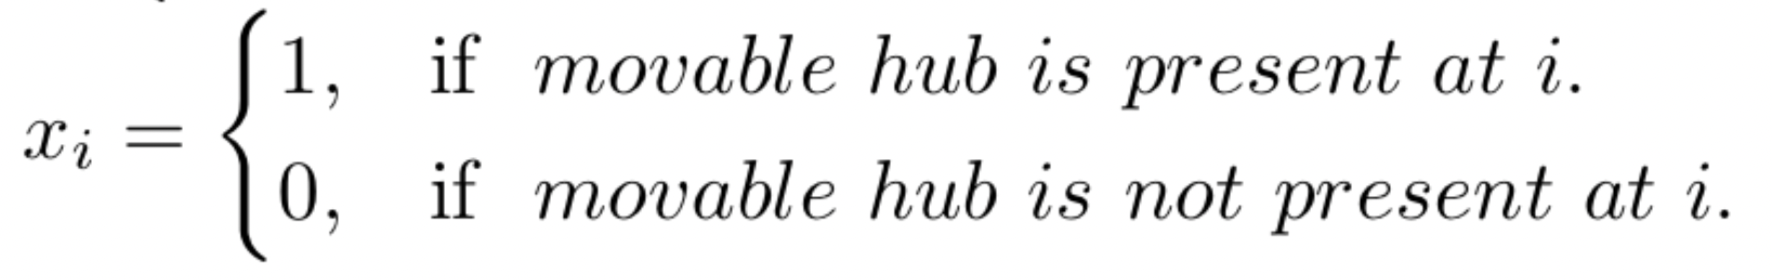 x_i = { 1, if movable hub is present at i.
0, if movable hub is not present at i.